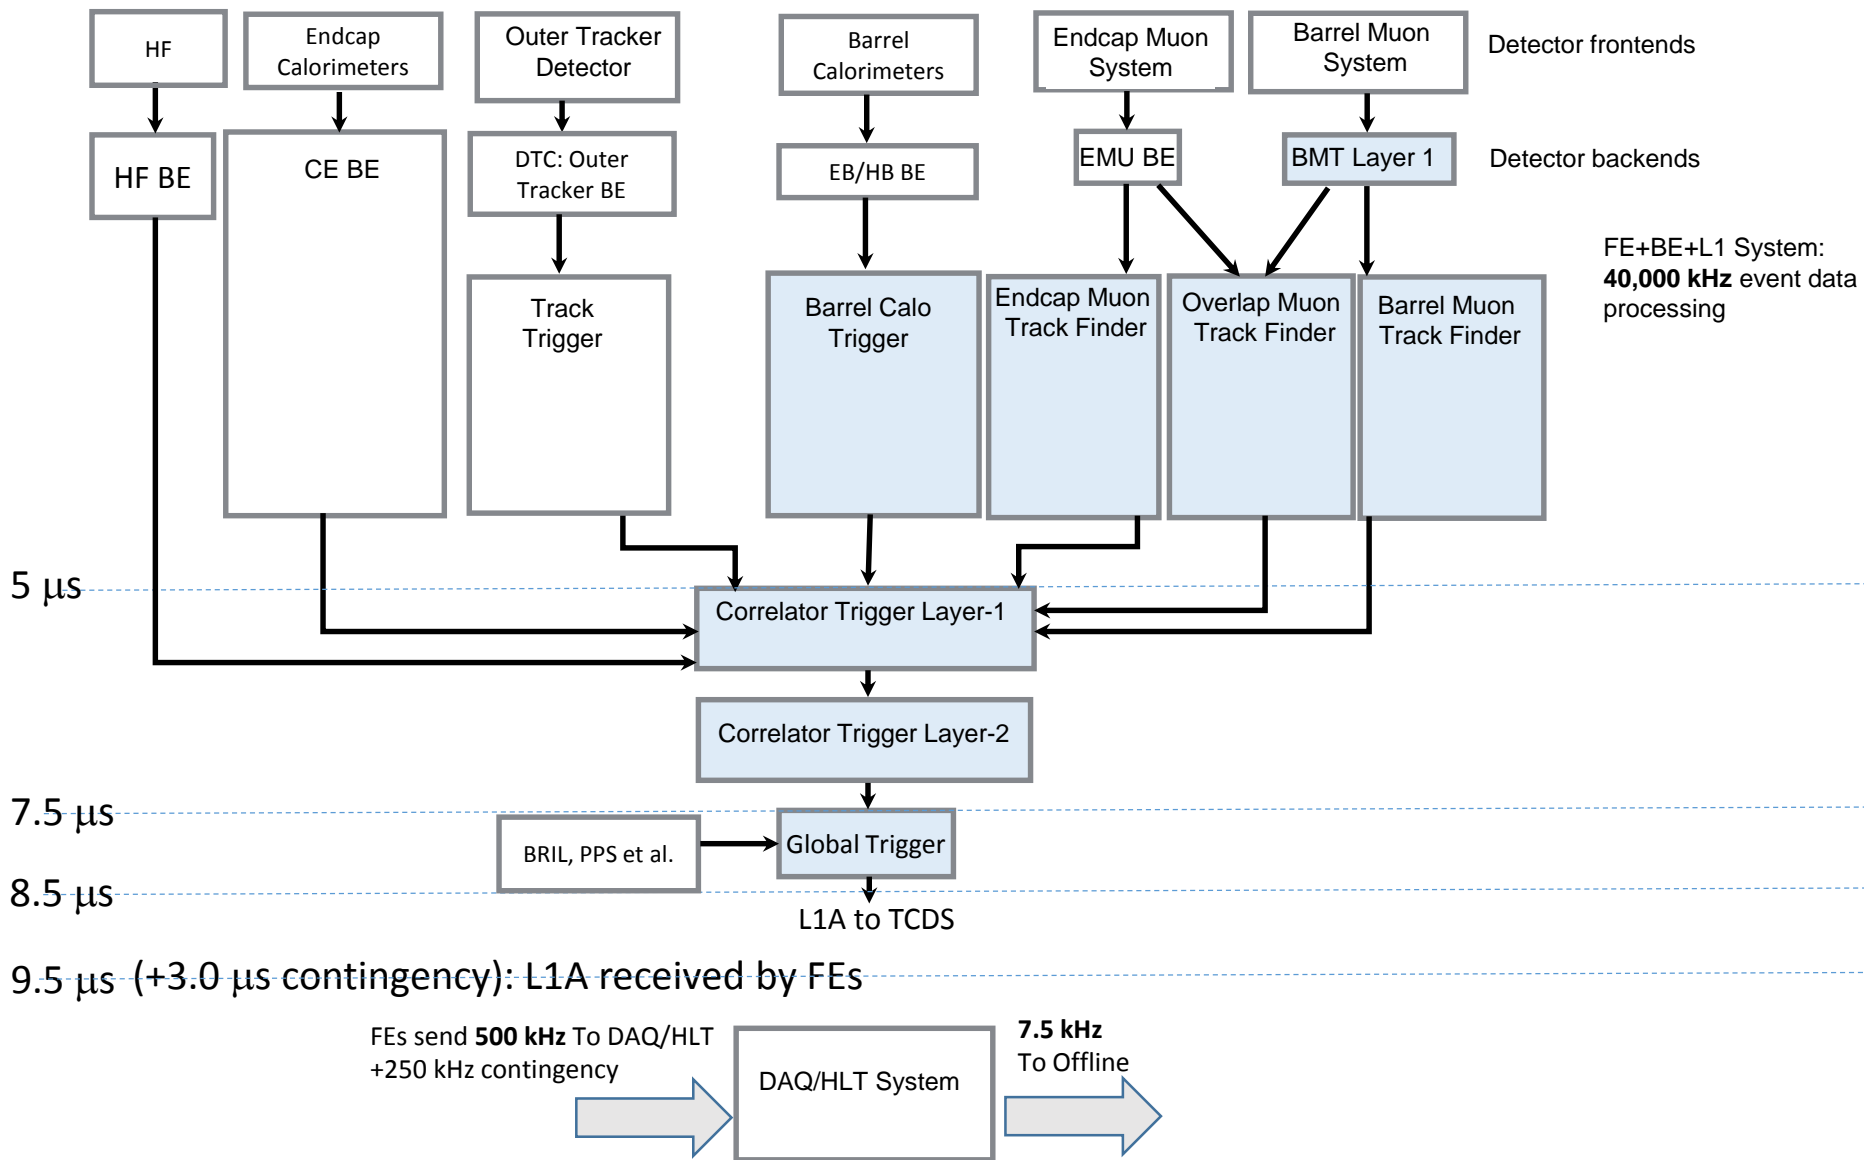 HF
Endcap
Calorimeters
Outer Tracker
Detector
Barrel
Calorimeters
Endcap Muon
System
Barrel Muon
System
Detector frontends
HF BE
CE BE
DTC: Outer
Tracker BE
EB/HB BE
EMU BE
BMT Layer 1
Detector backends
FE+BE+L1 System:
40,000 kHz event data
processing
Track
Trigger
Barrel Calo
Trigger
Endcap Muon
Track Finder
Overlap Muon
Track Finder
Barrel Muon
Track Finder
5 μs
Correlator Trigger Layer-1
Correlator Trigger Layer-2
7.5 μs
BRIL, PPS et al.
Global Trigger
8.5 μs
L1A to TCDS
9.5 μs (+3.0 μs contingency): L1A received by FEs
FEs send 500 kHz To DAQ/HLT
+250 kHz contingency
DAQ/HLT System
7.5 kHz
To Offline